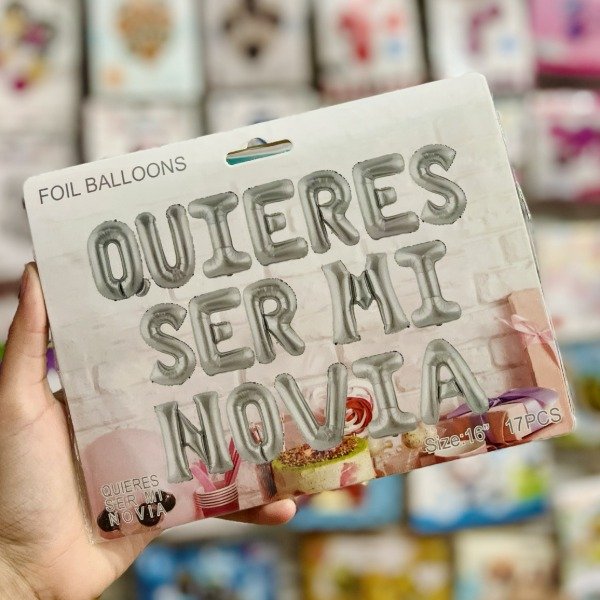 FOIL BALLOONS
QUIERES
SER MI
NOVIA
Size:16" 17PCS
QUIERES
SER MI
NOVIA